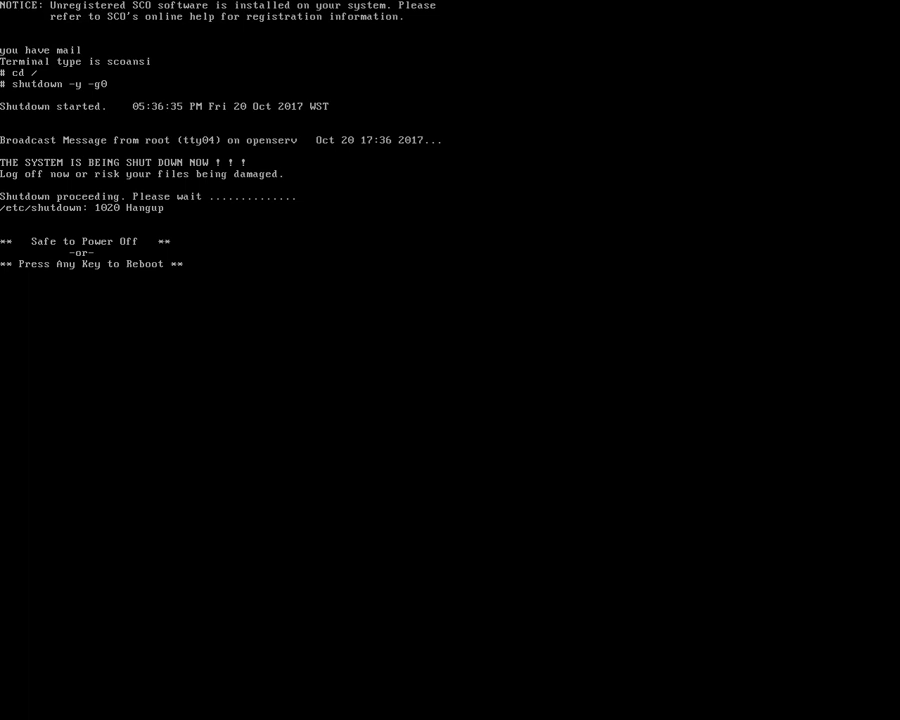 NOTICE: Unregistered SCO software is installed on your system. Please
refer to SCO's online help for registration information.
you have mail
Terminal type is scoansi
# cd /
# shutdown -y -g0
Shutdown started.    05:36:35 PM Fri 20 Oct 2017 WST
Broadcast Message from root (tty04) on openserv   Oct 20 17:36 2017...
THE SYSTEM IS BEING SHUT DOWN NOW ! ! !
Log off now or risk your files being damaged.
Shutdown proceeding. Please wait ..............
/etc/shutdown: 1020 Hangup
**   Safe to Power Off   **
-or-
** Press Any Key to Reboot **